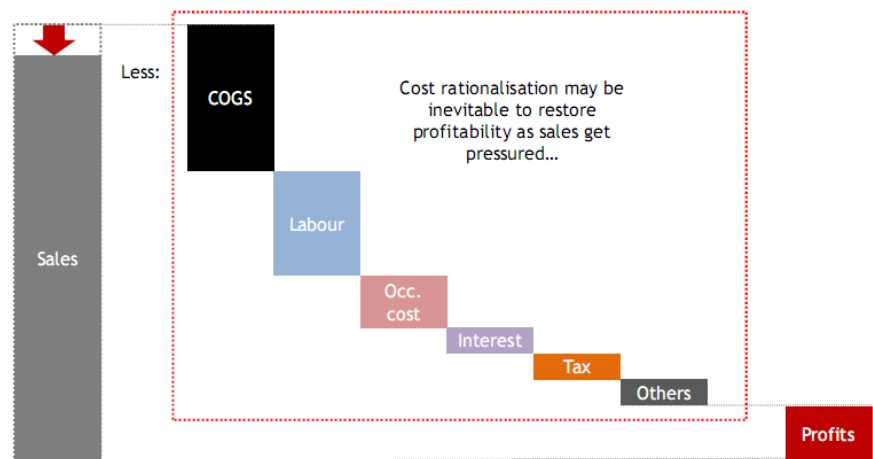 Less:
COGS
Cost rationalisation may be
inevitable to restore
profitability as sales get
pressured…
Labour
Sales
Occ.
cost
Interest
Tax
Others
Profits